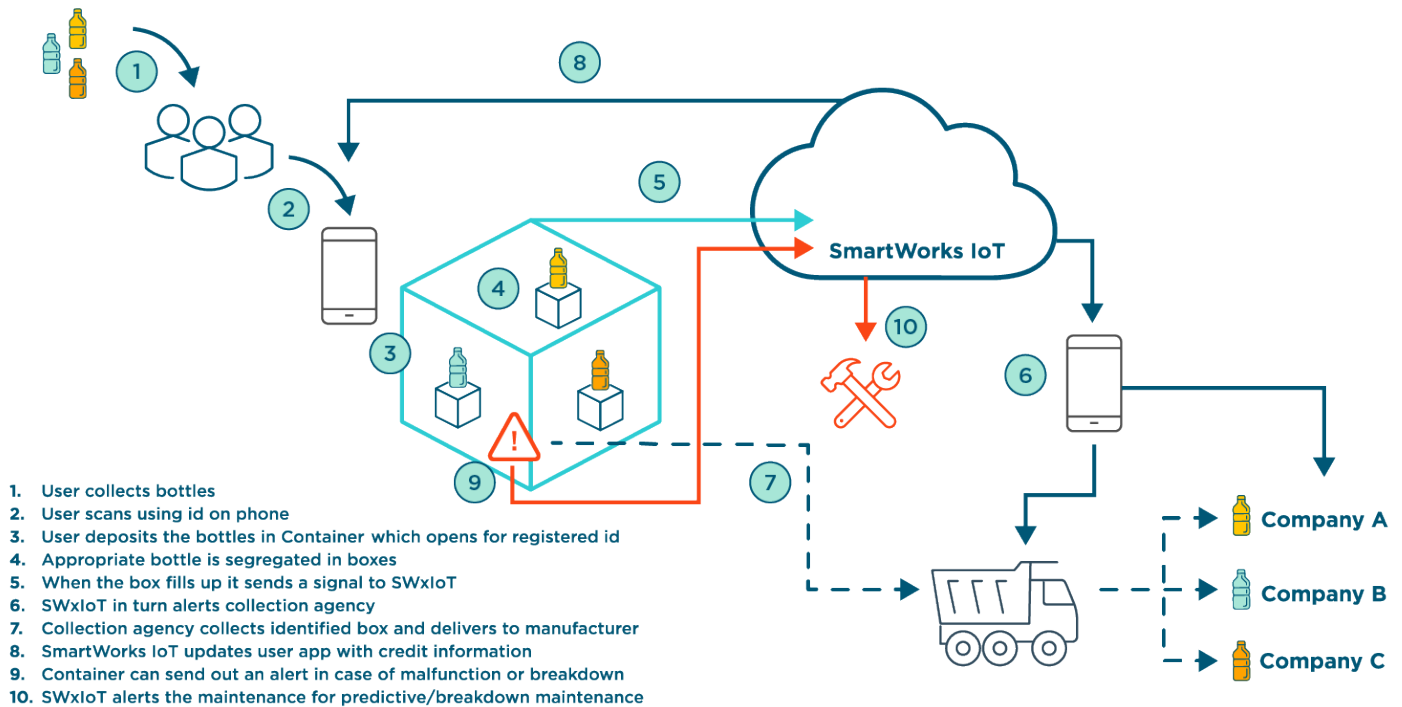 1
8
2
5
SmartWorks IoT
4
10
3
6
!
9
7
Company A
Company B
Company C
1. User collects bottles
2. User scans using id on phone
3. User deposits the bottles in Container which opens for registered id
4. Appropriate bottle is segregated in boxes
5. When the box fills up it sends a signal to SWxIoT
6. SWxIoT in turn alerts collection agency
7. Collection agency collects identified box and delivers to manufacturer
8. SmartWorks IoT updates user app with credit information
9. Container can send out an alert in case of malfunction or breakdown
10. SWxIoT alerts the maintenance for predictive/breakdown maintenance